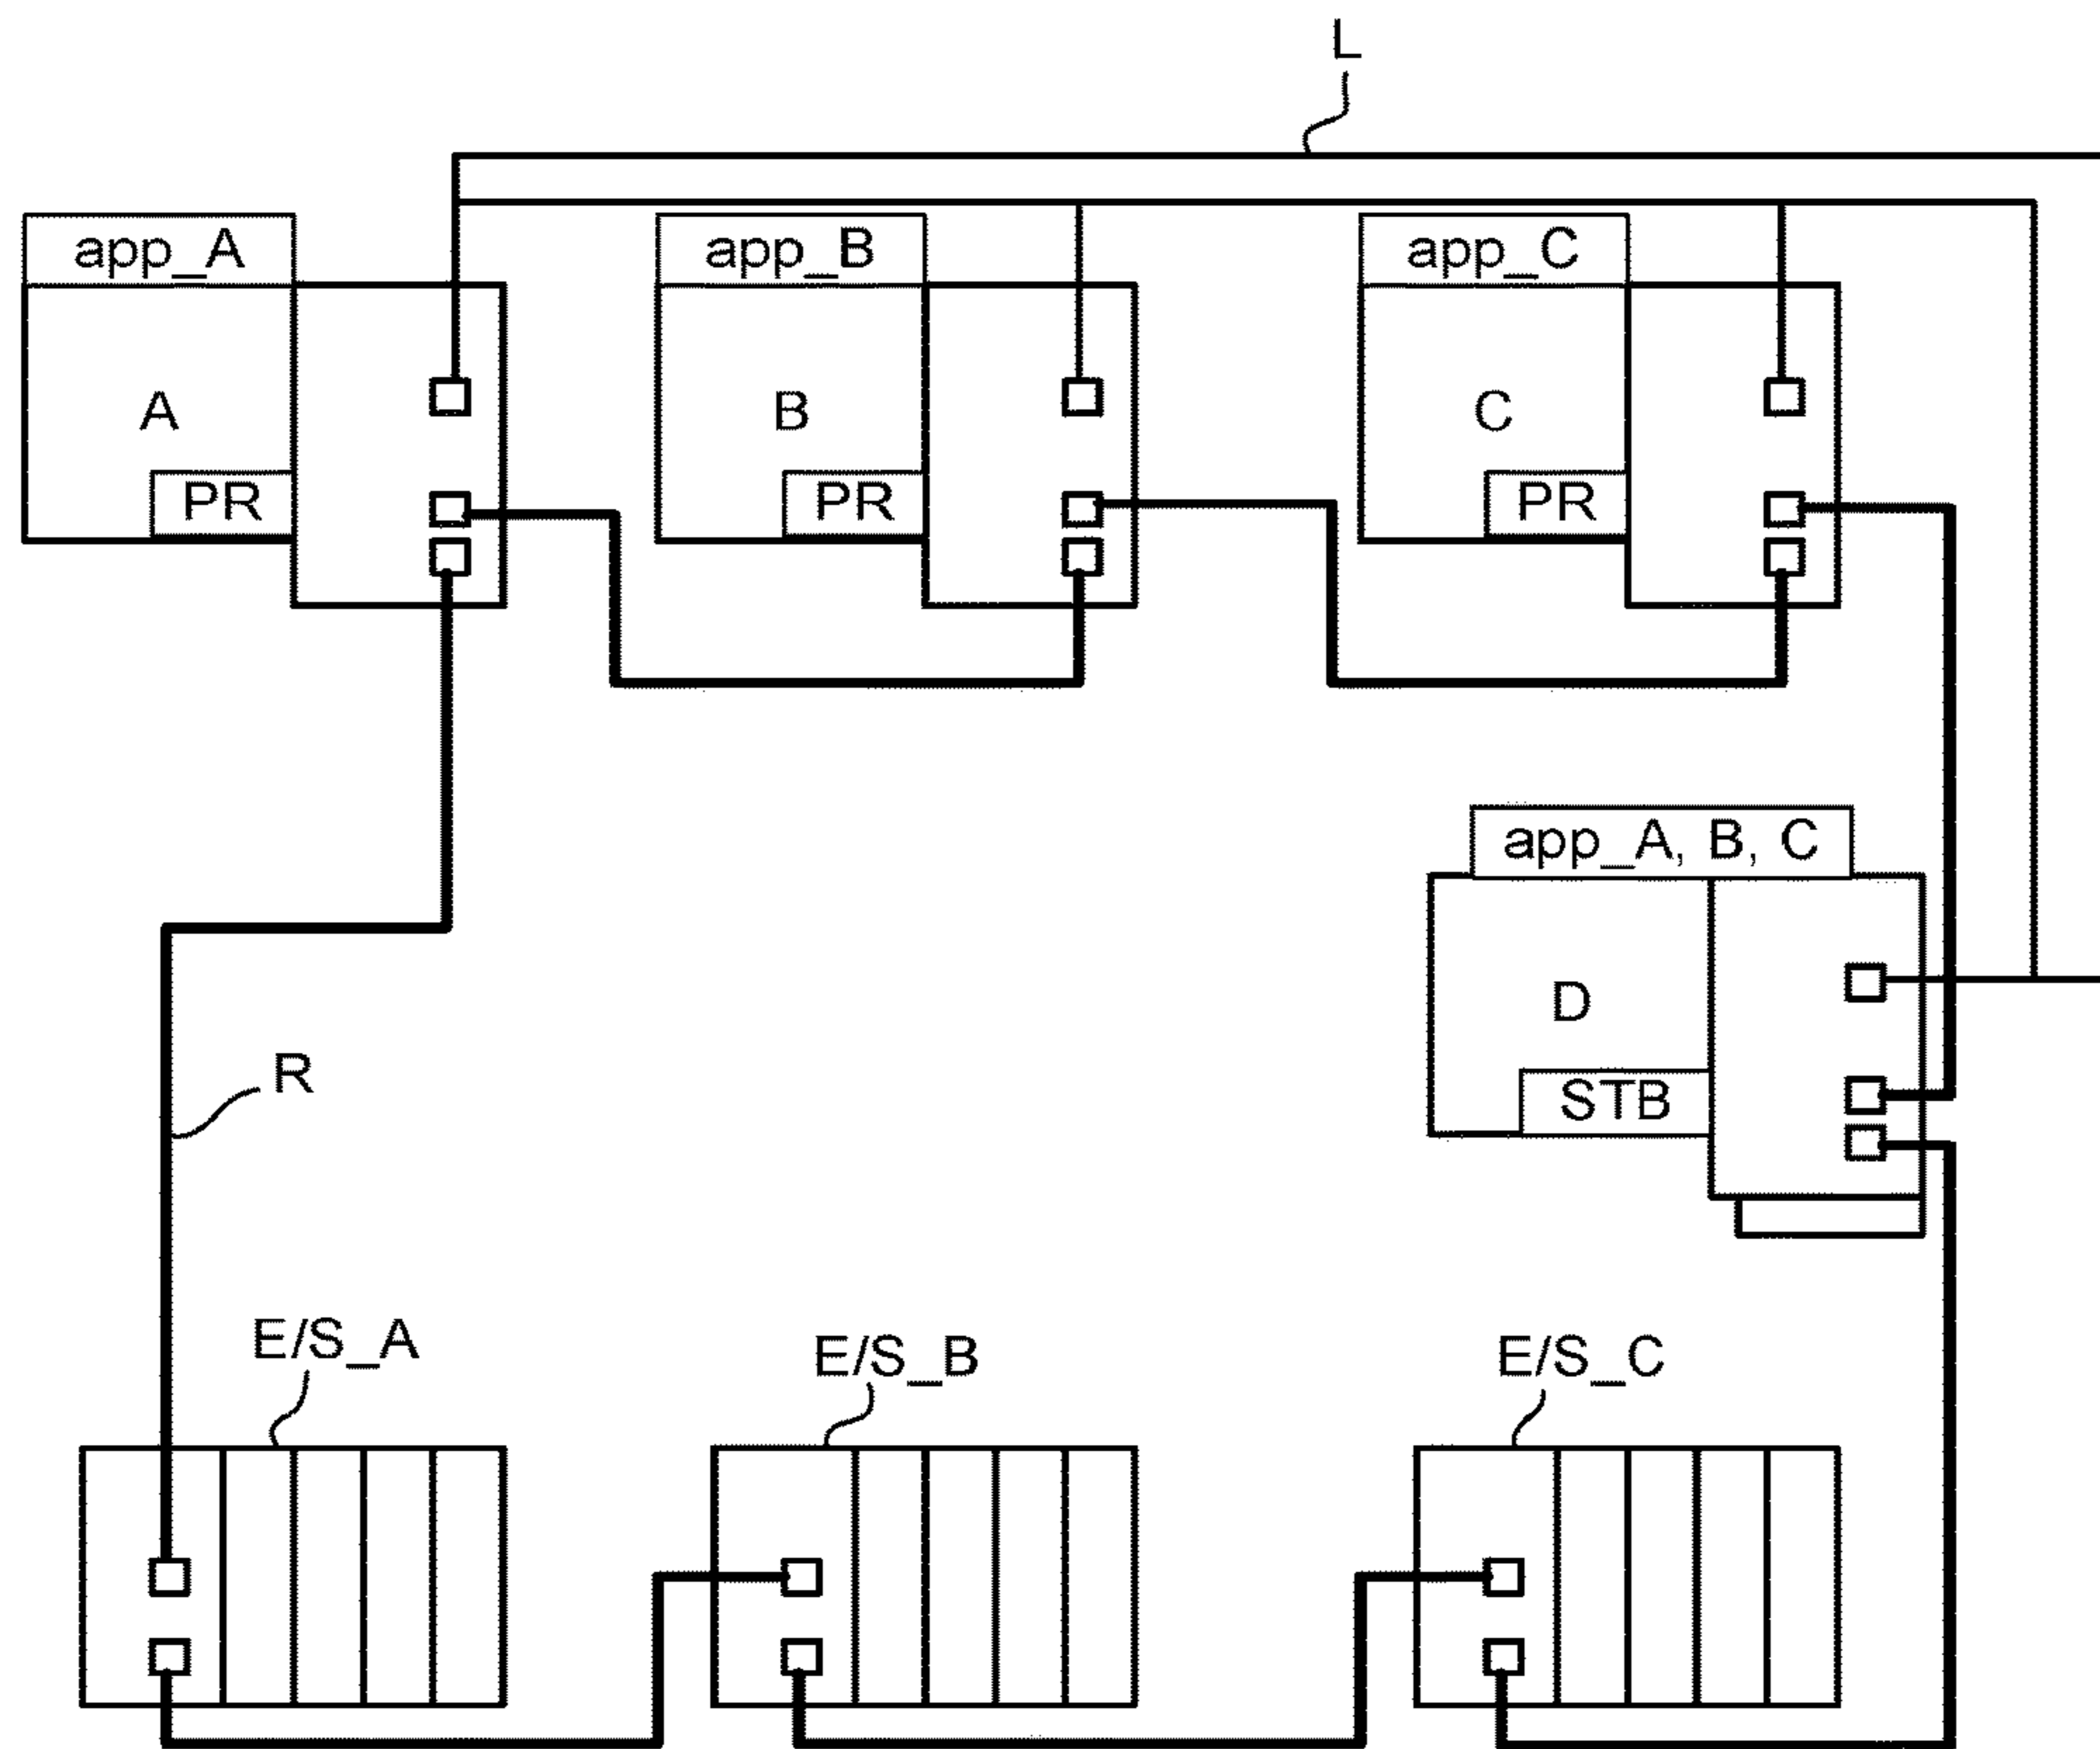 L
app_A
app_B
app_C
A
B
C
PR
PR
PR
app_A, B, C
D
R
STB
E/S_A
E/S_B
E/S_C